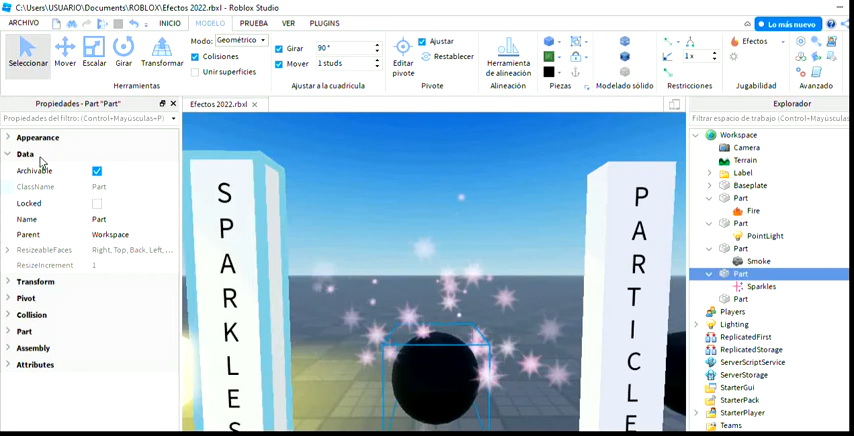 C:\Users\USUARIO\Documents\ROBLOX\Efectos 2022.rbxl - Roblox Studio
ARCHIVO INICIO MODELO PRUEBA VER PLUGINS Lo más nuevo
Seleccionar Mover Escalar Girar Transformar
Herramientas
Modo: Geométrico
Colisiones
Unir superficies
Girar 90°
Mover 1 studs
Ajustar a la cuadrícula
Editar pivote
Ajustar
Restablecer
Pivote
Herramienta de alineación
Alineación
Piezas
Modelado sólido
1 x
Restricciones
Efectos
Jugabilidad
Avanzado
Propiedades - Part "Part"
Propiedades del filtro: (Control+Mayúsculas+P)
Appearance
Data
Archivable
ClassName Part
Locked
Name Part
Parent Workspace
ResizeableFaces Right, Top, Back, Left, ...
ResizeIncrement 1
Transform
Pivot
Collision
Part
Assembly
Attributes
Efectos 2022.rbxl
SPARKLES
PARTICLE
Explorador
Filtrar espacio de trabajo (Control+Mayúsculas+
Workspace
Camera
Terrain
Label
Baseplate
Part
Fire
Part
PointLight
Part
Smoke
Part
Sparkles
Part
Players
Lighting
ReplicatedFirst
ReplicatedStorage
ServerScriptService
ServerStorage
StarterGui
StarterPack
StarterPlayer
Teams